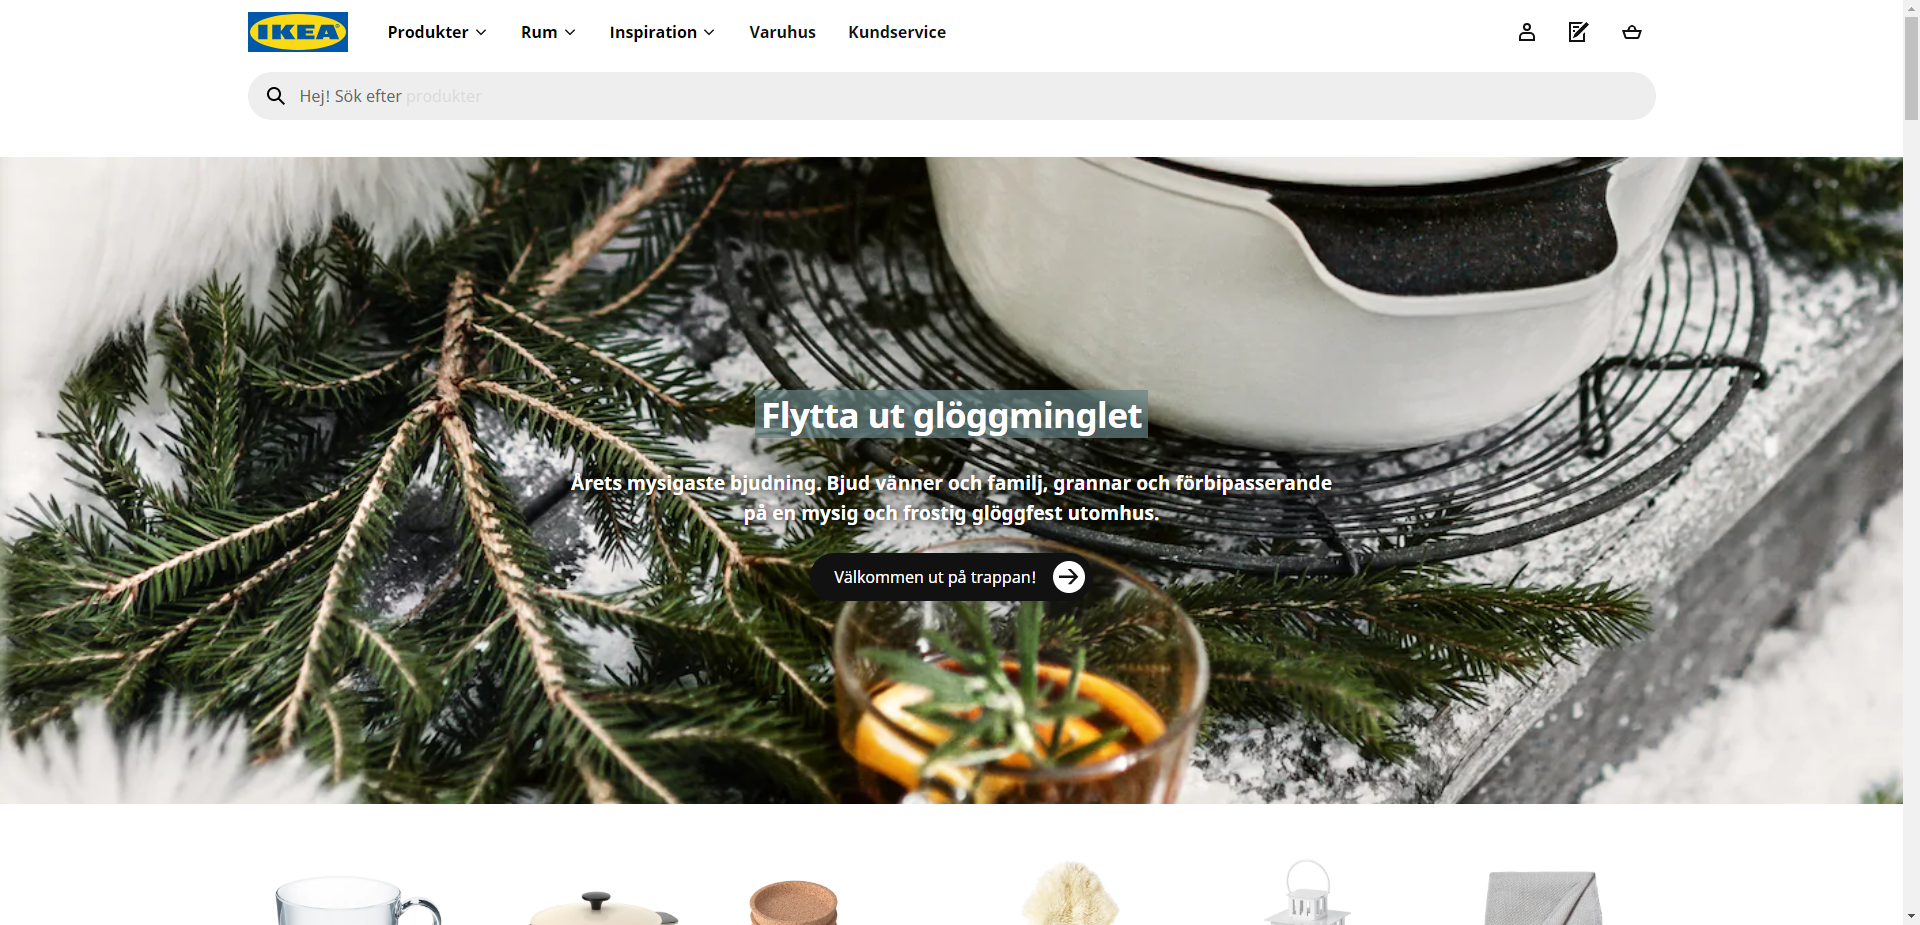 IKEA
Produkter
Rum
Inspiration
Varuhus
Kundservice
Hej! Sök efter produkter
Flytta ut glöggminglet
Årets mysigaste bjudning. Bjud vänner och familj, grannar och förbipasserande
på en mysig och frostig glöggfest utomhus.
Välkommen ut på trappan!